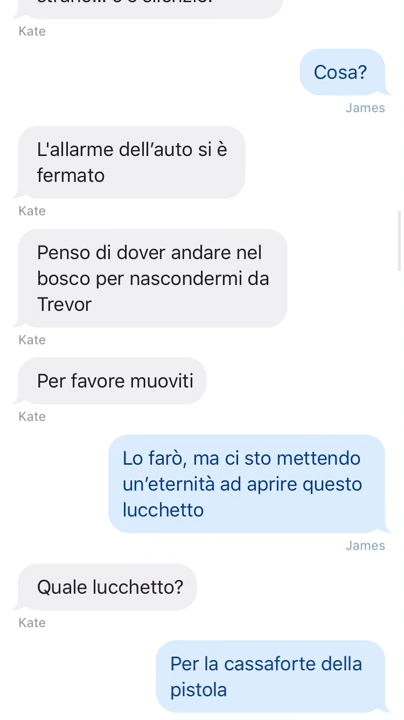 Kate
Cosa?
James
L'allarme dell’auto si è
fermato
Kate
Penso di dover andare nel
bosco per nascondermi da
Trevor
Kate
Per favore muoviti
Kate
Lo farò, ma ci sto mettendo
un’eternità ad aprire questo
lucchetto
James
Quale lucchetto?
Kate
Per la cassaforte della
pistola